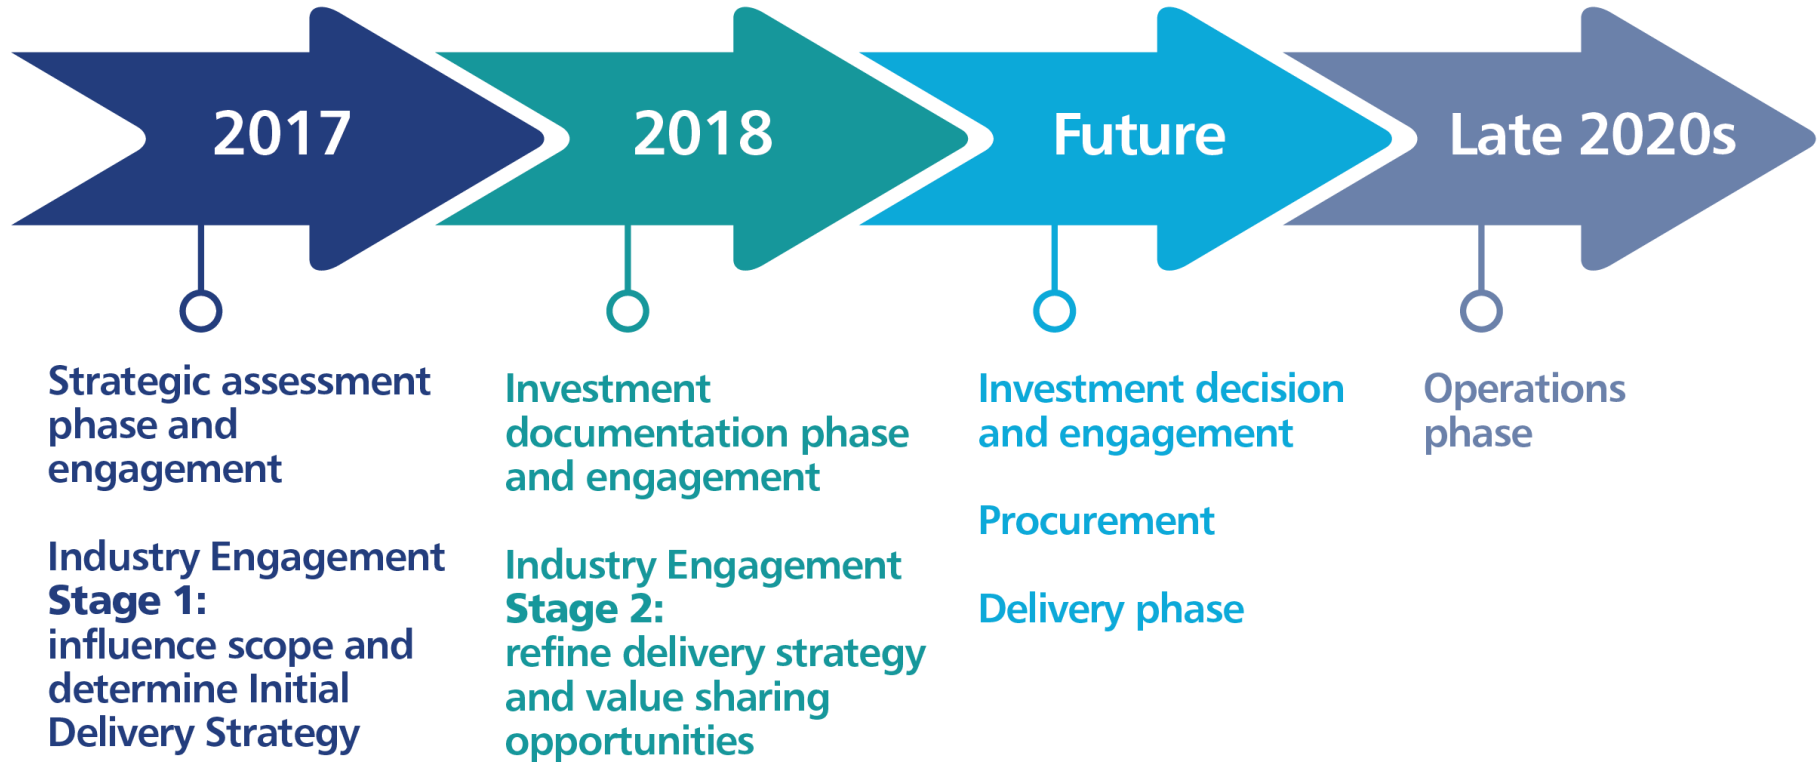 2017
2018
Future
Late 2020s
Strategic assessment
phase and
engagement
Industry Engagement
Stage 1:
influence scope and
determine Initial
Delivery Strategy
Investment
documentation phase
and engagement
Industry Engagement
Stage 2:
refine delivery strategy
and value sharing
opportunities
Investment decision
and engagement
Procurement
Delivery phase
Operations
phase